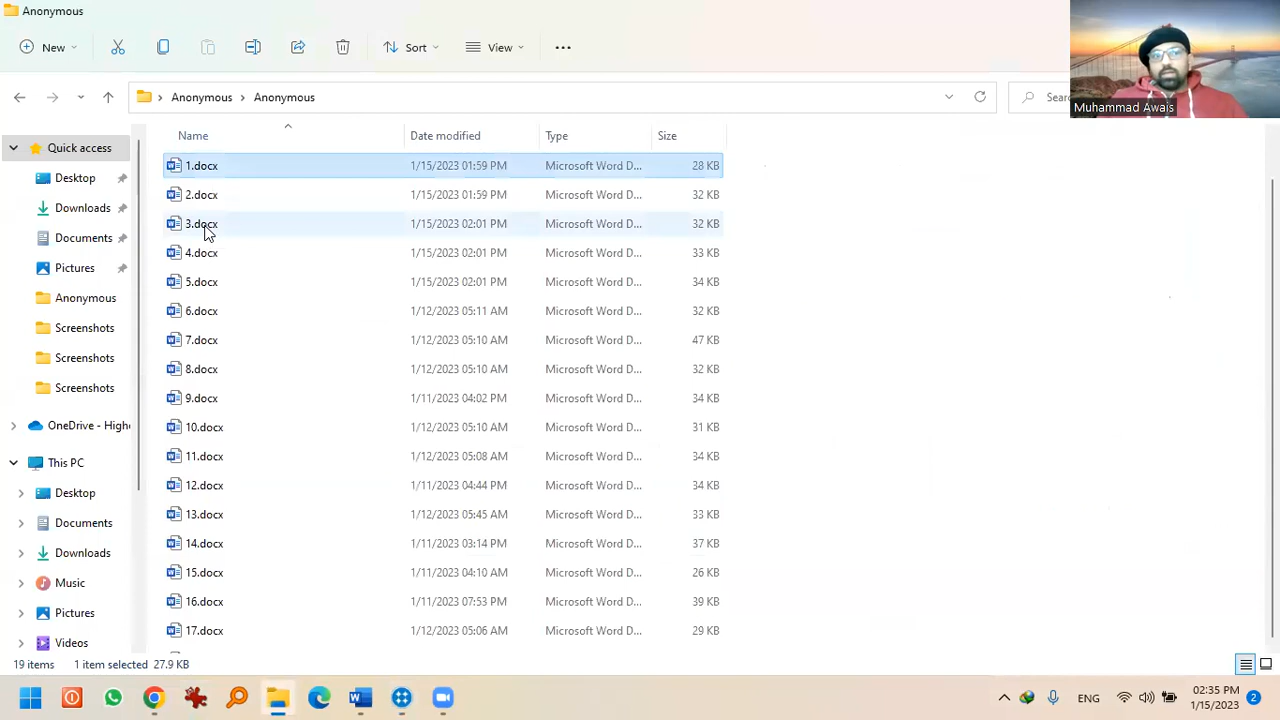 Anonymous
New
Sort
View
Anonymous > Anonymous
Sear
Muhammad Awais
Name
Date modified
Type
Size
Quick access
Desktop
Downloads
Documents
Pictures
Anonymous
Screenshots
Screenshots
Screenshots
OneDrive - Highe
This PC
Desktop
Documents
Downloads
Music
Pictures
Videos
1.docx 1/15/2023 01:59 PM Microsoft Word D... 28 KB
2.docx 1/15/2023 01:59 PM Microsoft Word D... 32 KB
3.docx 1/15/2023 02:01 PM Microsoft Word D... 32 KB
4.docx 1/15/2023 02:01 PM Microsoft Word D... 33 KB
5.docx 1/15/2023 02:01 PM Microsoft Word D... 34 KB
6.docx 1/12/2023 05:11 AM Microsoft Word D... 32 KB
7.docx 1/12/2023 05:10 AM Microsoft Word D... 47 KB
8.docx 1/12/2023 05:10 AM Microsoft Word D... 32 KB
9.docx 1/11/2023 04:02 PM Microsoft Word D... 34 KB
10.docx 1/12/2023 05:10 AM Microsoft Word D... 31 KB
11.docx 1/12/2023 05:08 AM Microsoft Word D... 34 KB
12.docx 1/11/2023 04:44 PM Microsoft Word D... 34 KB
13.docx 1/12/2023 05:45 AM Microsoft Word D... 33 KB
14.docx 1/11/2023 03:14 PM Microsoft Word D... 37 KB
15.docx 1/11/2023 04:10 AM Microsoft Word D... 26 KB
16.docx 1/11/2023 07:53 PM Microsoft Word D... 39 KB
17.docx 1/12/2023 05:06 AM Microsoft Word D... 29 KB
19 items 1 item selected 27.9 KB
ENG
02:35 PM
1/15/2023
2